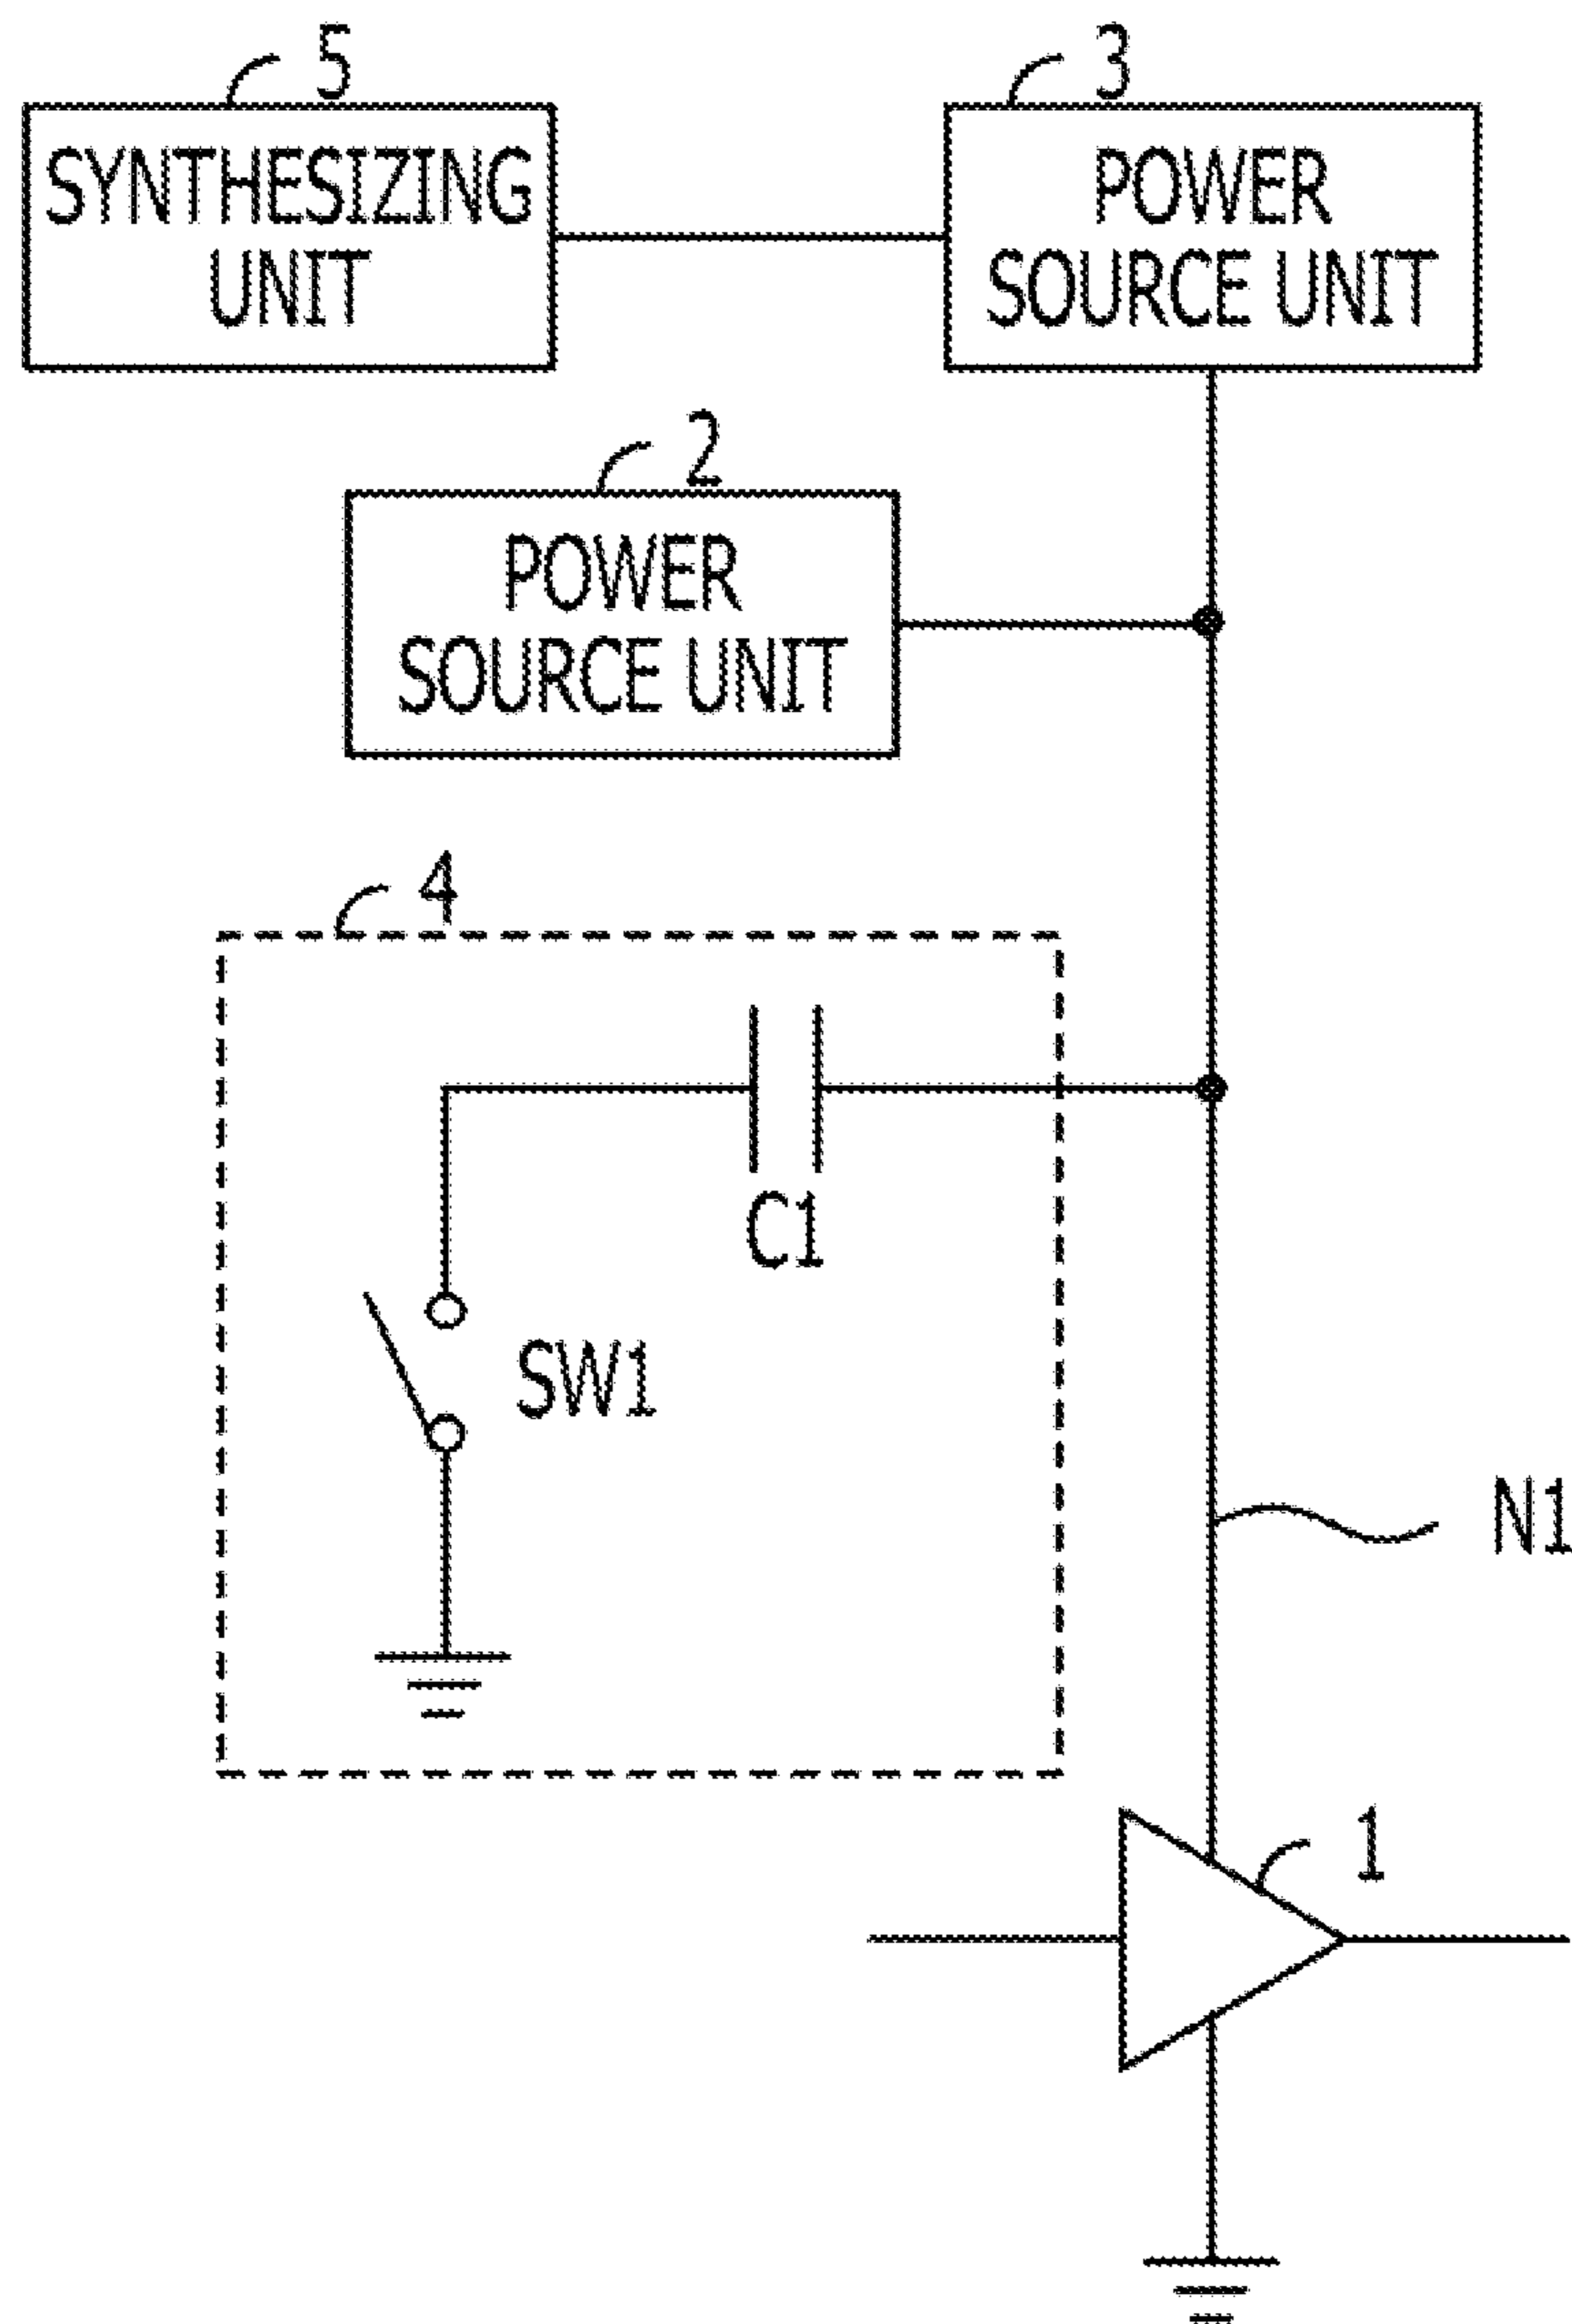 5
3
SYNTHESIZING
UNIT
POWER
SOURCE UNIT
2
POWER
SOURCE UNIT
4
C1
SW1
N1
1